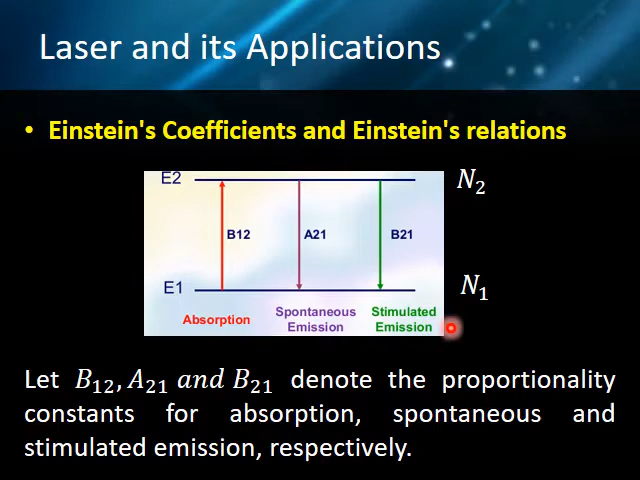 Laser and its Applications
• Einstein's Coefficients and Einstein's relations
E2
N₂
B12
A21
B21
E1
N₁
Absorption
Spontaneous
Emission
Stimulated
Emission
Let B₁₂, A₂₁ and B₂₁ denote the proportionality
constants for absorption, spontaneous and
stimulated emission, respectively.